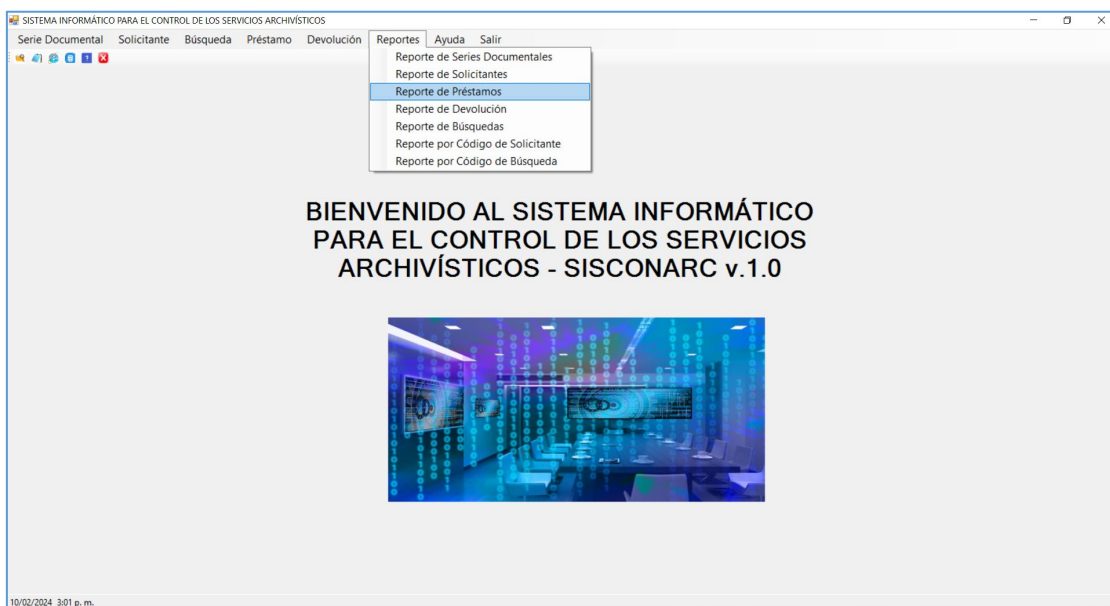 SISTEMA INFORMÁTICO PARA EL CONTROL DE LOS SERVICIOS ARCHIVÍSTICOS
Serie Documental Solicitante Búsqueda Préstamo Devolución Reportes Ayuda Salir
Reporte de Series Documentales
Reporte de Solicitantes
Reporte de Préstamos
Reporte de Devolución
Reporte de Búsquedas
Reporte por Código de Solicitante
Reporte por Código de Búsqueda
BIENVENIDO AL SISTEMA INFORMÁTICO
PARA EL CONTROL DE LOS SERVICIOS
ARCHIVÍSTICOS - SISCONARC v.1.0
10/02/2024 3:01 p. m.